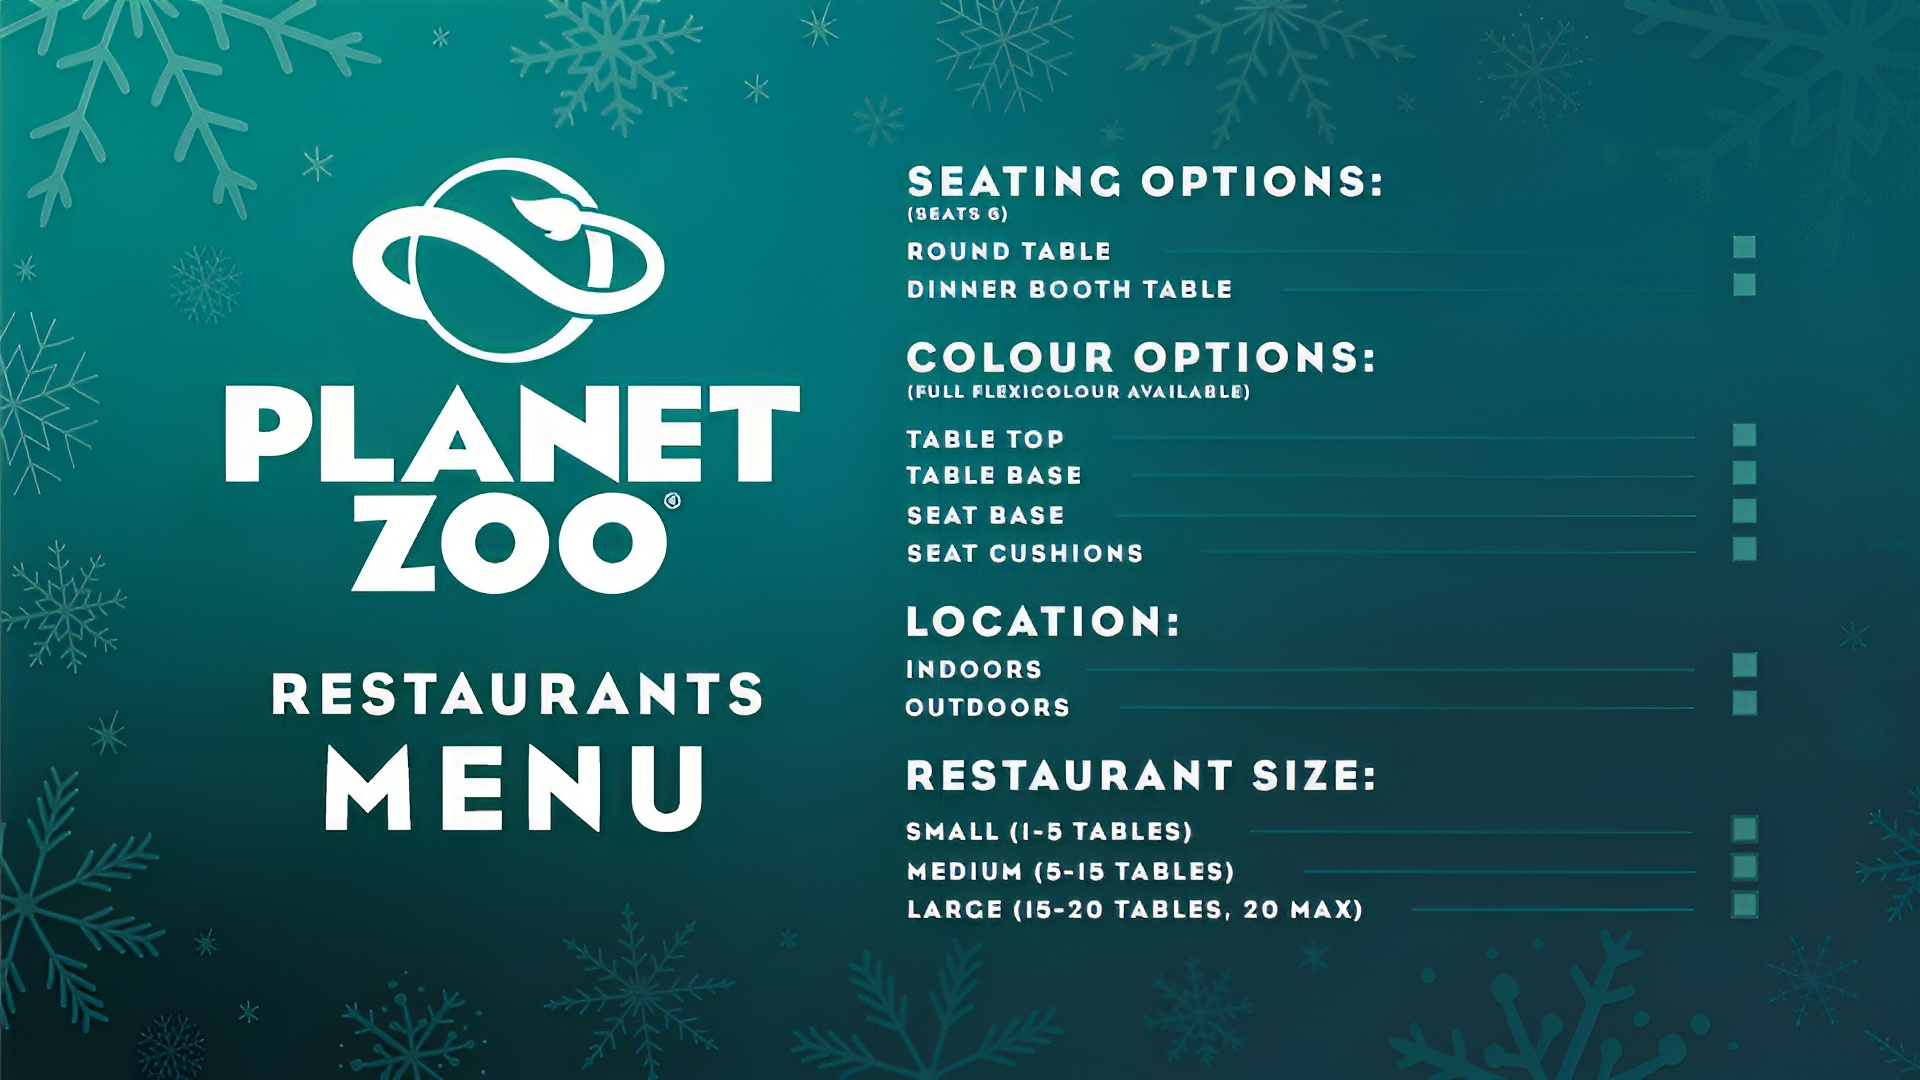 PLANET
ZOO®
RESTAURANTS
MENU
SEATING OPTIONS:
(SEATS 6)
ROUND TABLE
DINNER BOOTH TABLE
COLOUR OPTIONS:
(FULL FLEXICOLOUR AVAILABLE)
TABLE TOP
TABLE BASE
SEAT BASE
SEAT CUSHIONS
LOCATION:
INDOORS
OUTDOORS
RESTAURANT SIZE:
SMALL (1-5 TABLES)
MEDIUM (5-15 TABLES)
LARGE (15-20 TABLES, 20 MAX)